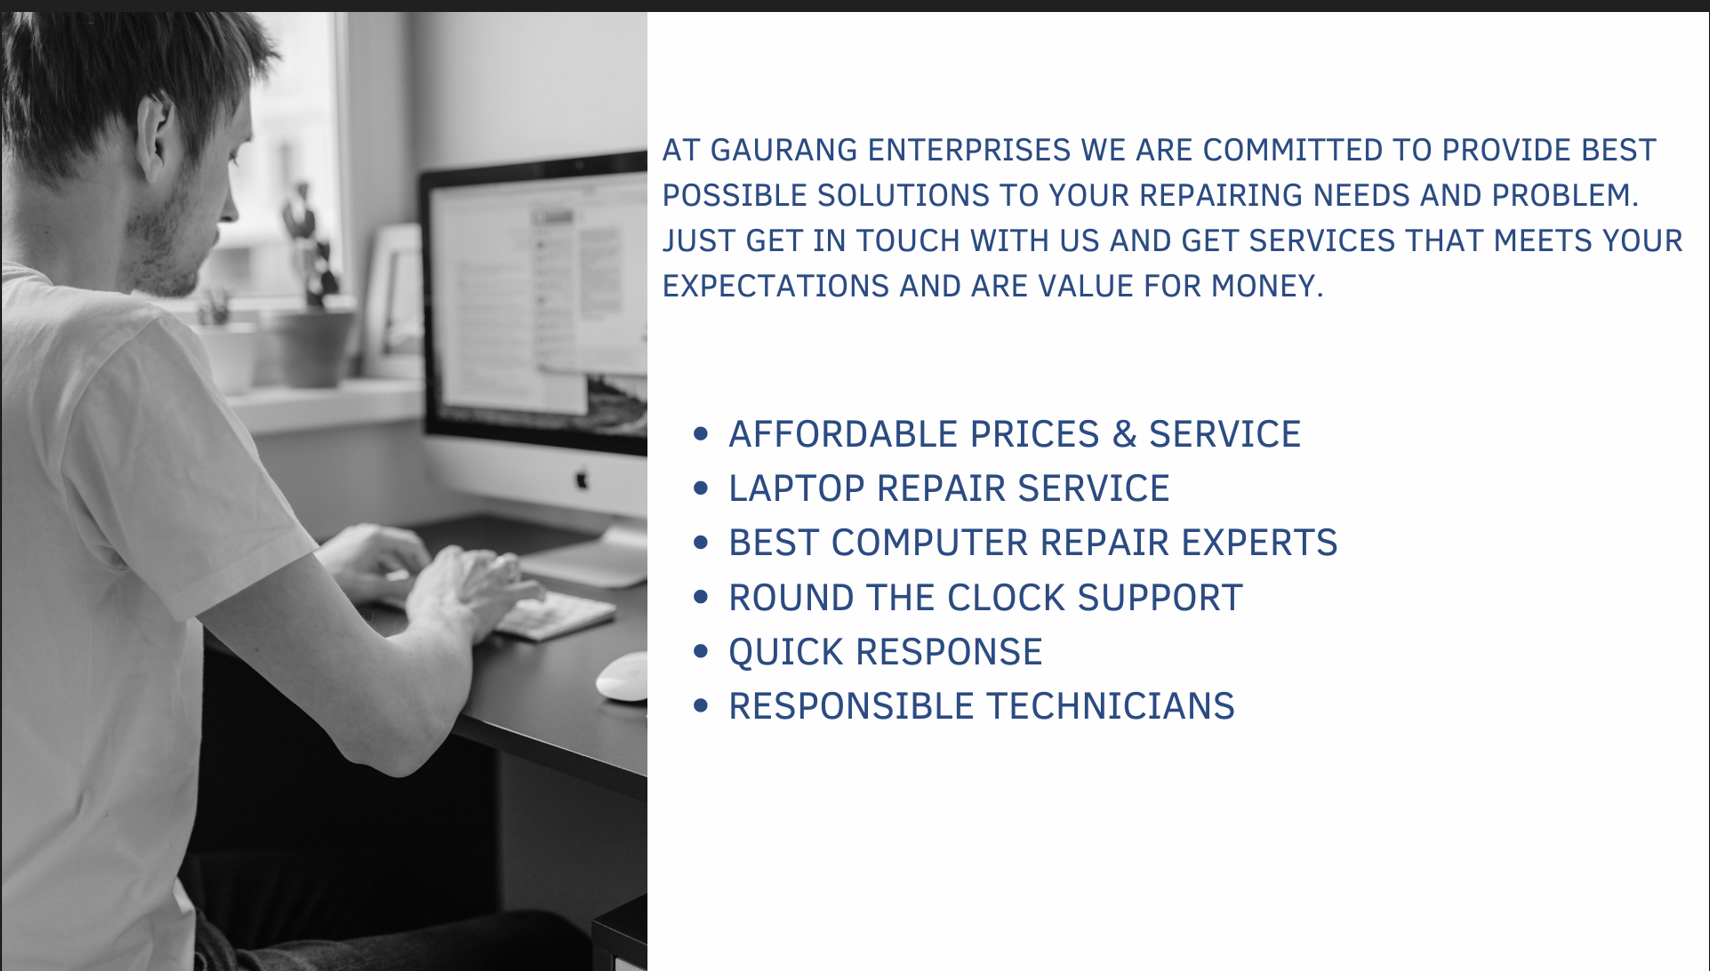 AT GAURANG ENTERPRISES WE ARE COMMITTED TO PROVIDE BEST
POSSIBLE SOLUTIONS TO YOUR REPAIRING NEEDS AND PROBLEM.
JUST GET IN TOUCH WITH US AND GET SERVICES THAT MEETS YOUR
EXPECTATIONS AND ARE VALUE FOR MONEY.
• AFFORDABLE PRICES & SERVICE
• LAPTOP REPAIR SERVICE
• BEST COMPUTER REPAIR EXPERTS
• ROUND THE CLOCK SUPPORT
• QUICK RESPONSE
• RESPONSIBLE TECHNICIANS